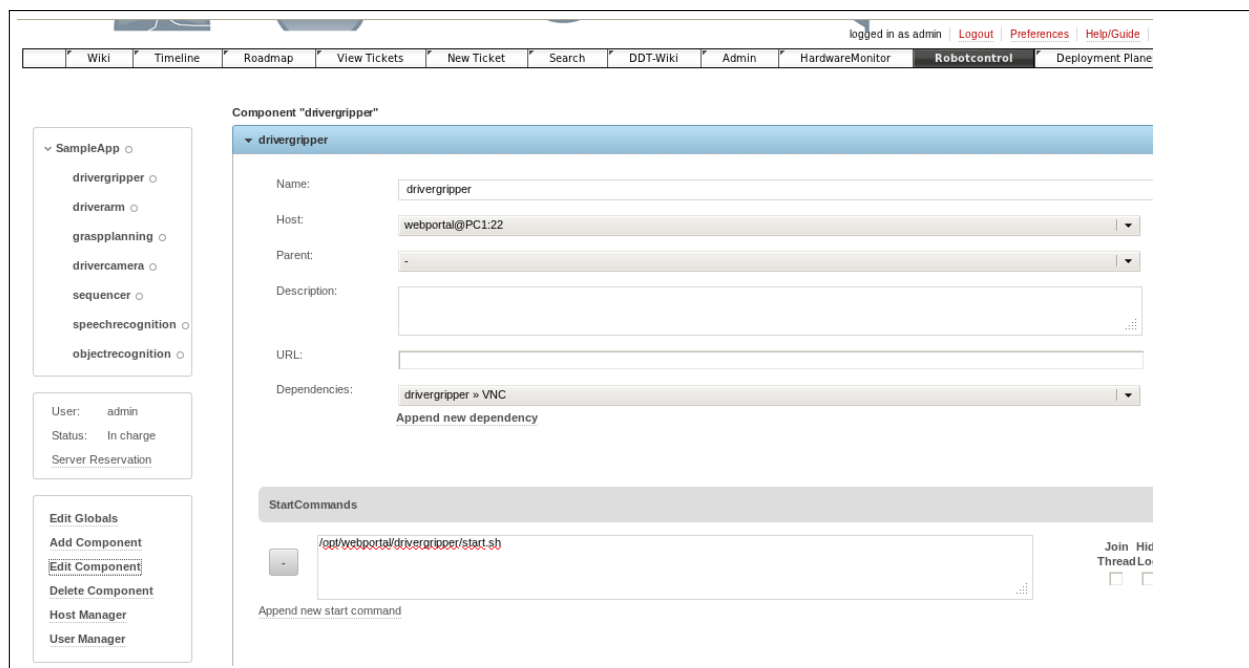 logged in as admin Logout Preferences Help/Guide
Wiki Timeline Roadmap View Tickets New Ticket Search DDT-Wiki Admin HardwareMonitor Robotcontrol Deployment Plane
Component "drivergripper"
drivergripper
SampleApp
drivergripper
driverarm
graspplanning
drivercamera
sequencer
speechrecognition
objectrecognition
User: admin
Status: In charge
Server Reservation
Edit Globals
Add Component
Edit Component
Delete Component
Host Manager
User Manager
Name: drivergripper
Host: webportal@PC1:22
Parent: -
Description:
URL:
Dependencies: drivergripper » VNC
Append new dependency
StartCommands
- /opt/webportal/drivergripper/start.sh
Join Hid
Thread Lo
Append new start command